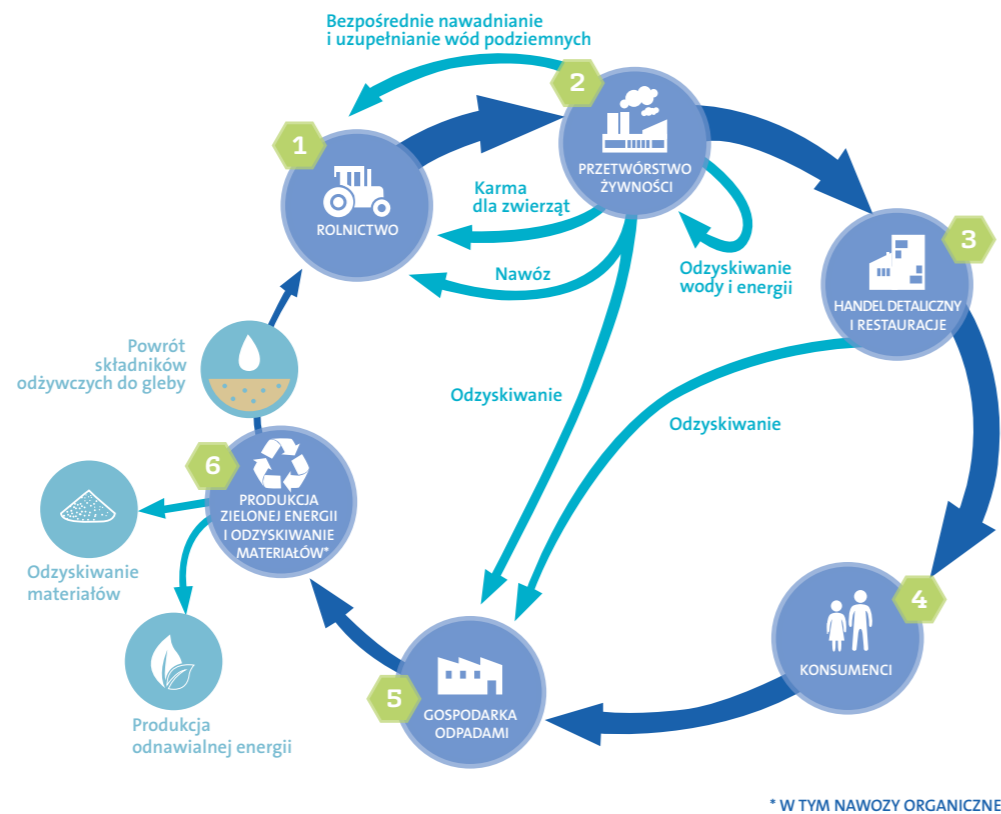 Bezpośrednie nawadnianie
i uzupełnianie wód podziemnych
2
1
PRZETWÓRSTWO
ŻYWNOŚCI
ROLNICTWO
Karma
dla zwierząt
Nawóz
Odzyskiwanie
wody i energii
3
HANDEL DETALICZNY
I RESTAURACJE
Powrót
składników
odżywczych do gleby
Odzyskiwanie
Odzyskiwanie
6
PRODUKCJA
ZIELONEJ ENERGII
I ODZYSKIWANIE
MATERIAŁÓW*
Odzyskiwanie
materiałów
4
KONSUMENCI
5
GOSPODARKA
ODPADAMI
Produkcja
odnawialnej energii
* W TYM NAWOZY ORGANICZNE